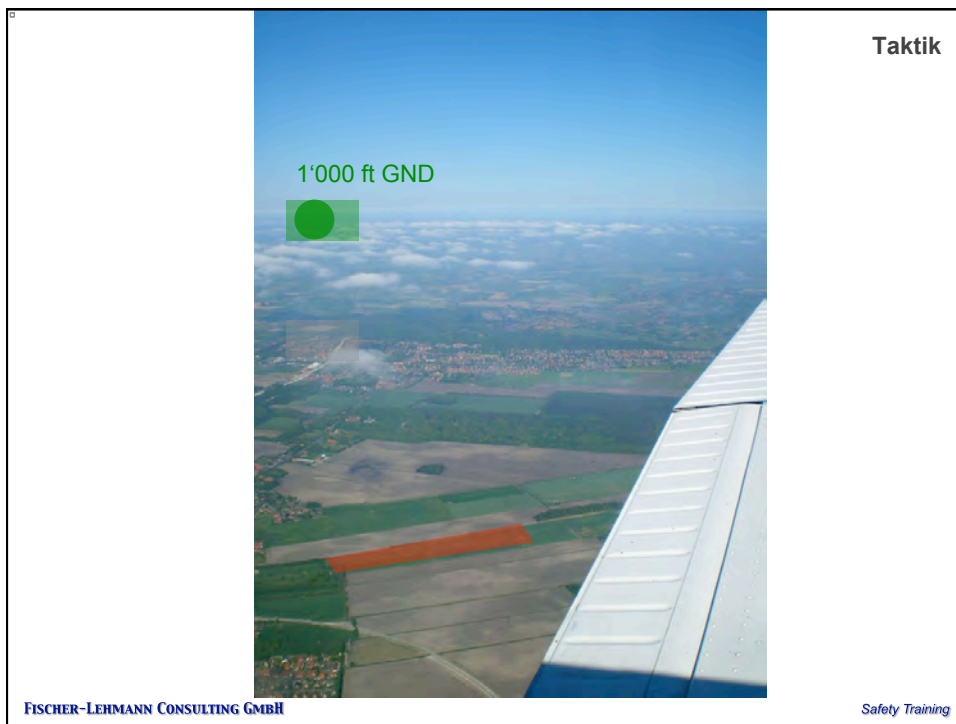 Taktik
1‘000 ft GND
Fischer-Lehmann Consulting GmbH
Safety Training